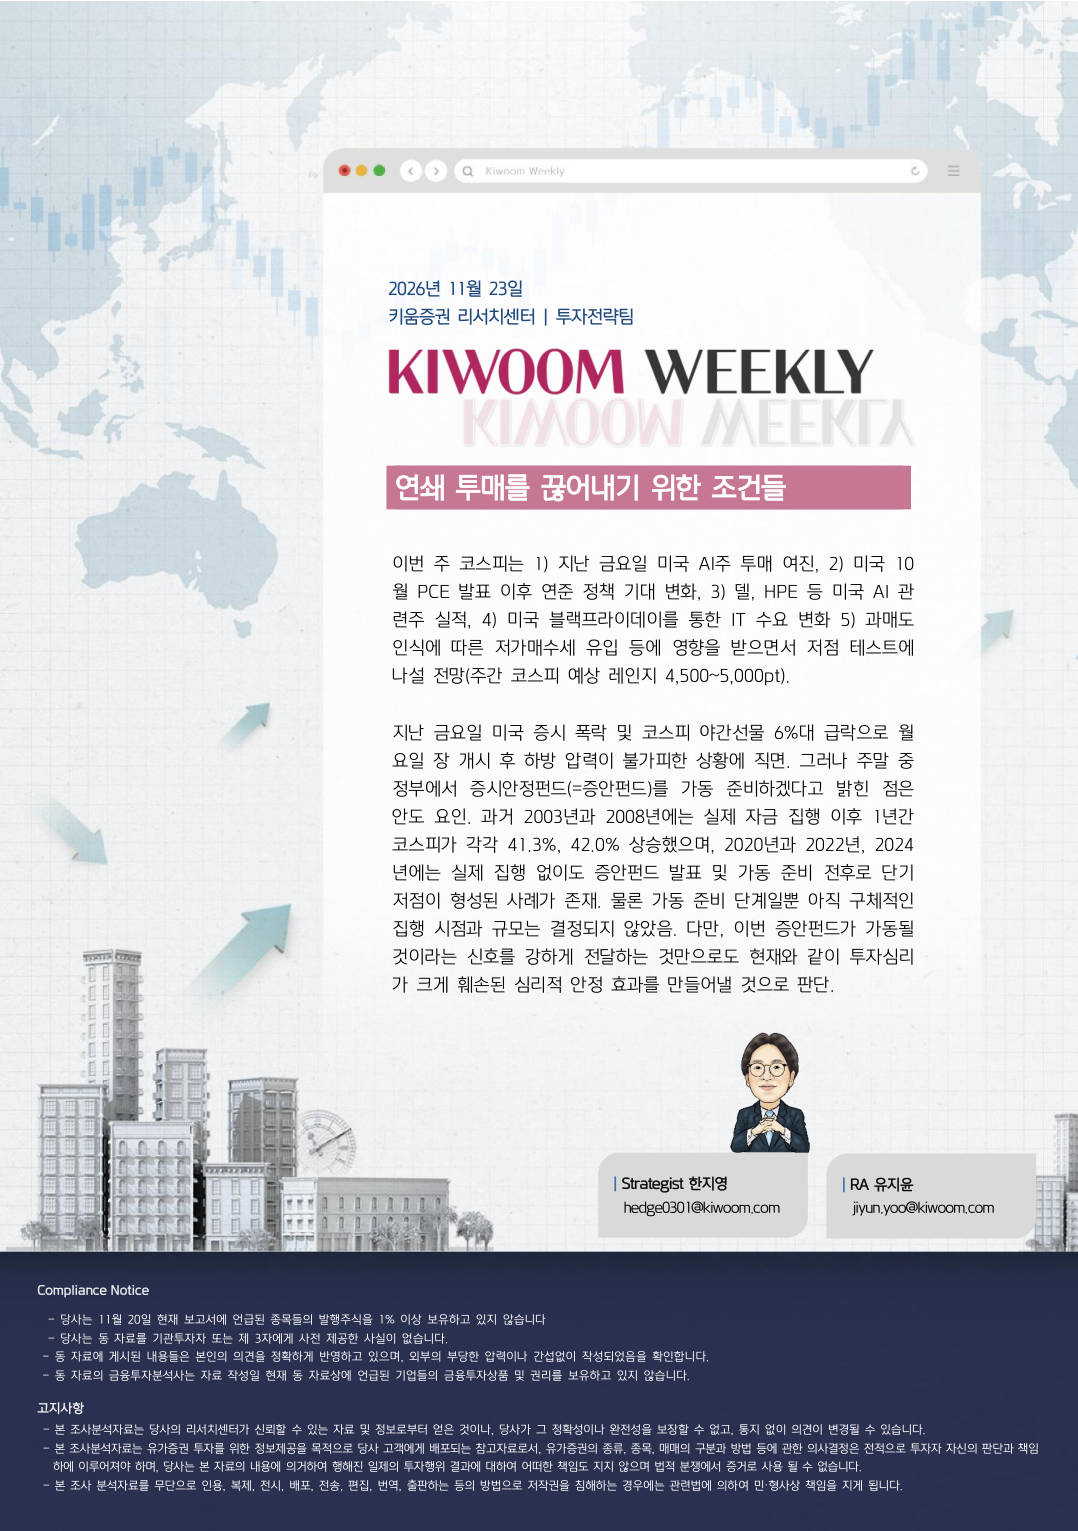 Kiwoom Weekly
2026년 11월 23일
키움증권 리서치센터 | 투자전략팀
KIWOOM WEEKLY
연쇄 투매를 끊어내기 위한 조건들
이번 주 코스피는 1) 지난 금요일 미국 AI주 투매 여진, 2) 미국 10
월 PCE 발표 이후 연준 정책 기대 변화, 3) 델, HPE 등 미국 AI 관
련주 실적, 4) 미국 블랙프라이데이를 통한 IT 수요 변화 5) 과매도
인식에 따른 저가매수세 유입 등에 영향을 받으면서 저점 테스트에
나설 전망(주간 코스피 예상 레인지 4,500~5,000pt).
지난 금요일 미국 증시 폭락 및 코스피 야간선물 6%대 급락으로 월
요일 장 개시 후 하방 압력이 불가피한 상황에 직면. 그러나 주말 중
정부에서 증시안정펀드(=증안펀드)를 가동 준비하겠다고 밝힌 점은
안도 요인. 과거 2003년과 2008년에는 실제 자금 집행 이후 1년간
코스피가 각각 41.3%, 42.0% 상승했으며, 2020년과 2022년, 2024
년에는 실제 집행 없이도 증안펀드 발표 및 가동 준비 전후로 단기
저점이 형성된 사례가 존재. 물론 가동 준비 단계일뿐 아직 구체적인
집행 시점과 규모는 결정되지 않았음. 다만, 이번 증안펀드가 가동될
것이라는 신호를 강하게 전달하는 것만으로도 현재와 같이 투자심리
가 크게 훼손된 심리적 안정 효과를 만들어낼 것으로 판단.
| Strategist 한지영
hedge0301@kiwoom.com
| RA 유지윤
jiyun.yoo@kiwoom.com
Compliance Notice
- 당사는 11월 20일 현재 보고서에 언급된 종목들의 발행주식을 1% 이상 보유하고 있지 않습니다
- 당사는 동 자료를 기관투자자 또는 제 3자에게 사전 제공한 사실이 없습니다.
- 동 자료에 게시된 내용들은 본인의 의견을 정확하게 반영하고 있으며, 외부의 부당한 압력이나 간섭없이 작성되었음을 확인합니다.
- 동 자료의 금융투자분석사는 자료 작성일 현재 동 자료상에 언급된 기업들의 금융투자상품 및 권리를 보유하고 있지 않습니다.
고지사항
- 본 조사분석자료는 당사의 리서치센터가 신뢰할 수 있는 자료 및 정보로부터 얻은 것이나, 당사가 그 정확성이나 완전성을 보장할 수 없고, 통지 없이 의견이 변경될 수 있습니다.
- 본 조사분석자료는 유가증권 투자를 위한 정보제공을 목적으로 당사 고객에게 배포되는 참고자료로서, 유가증권의 종류, 종목, 매매의 구분과 방법 등에 관한 의사결정은 전적으로 투자자 자신의 판단과 책임
하에 이루어져야 하며, 당사는 본 자료의 내용에 의거하여 행해진 일체의 투자행위 결과에 대하여 어떠한 책임도 지지 않으며 법적 분쟁에서 증거로 사용 될 수 없습니다.
- 본 조사 분석자료를 무단으로 인용, 복제, 전시, 배포, 전송, 편집, 번역, 출판하는 등의 방법으로 저작권을 침해하는 경우에는 관련법에 의하여 민·형사상 책임을 지게 됩니다.